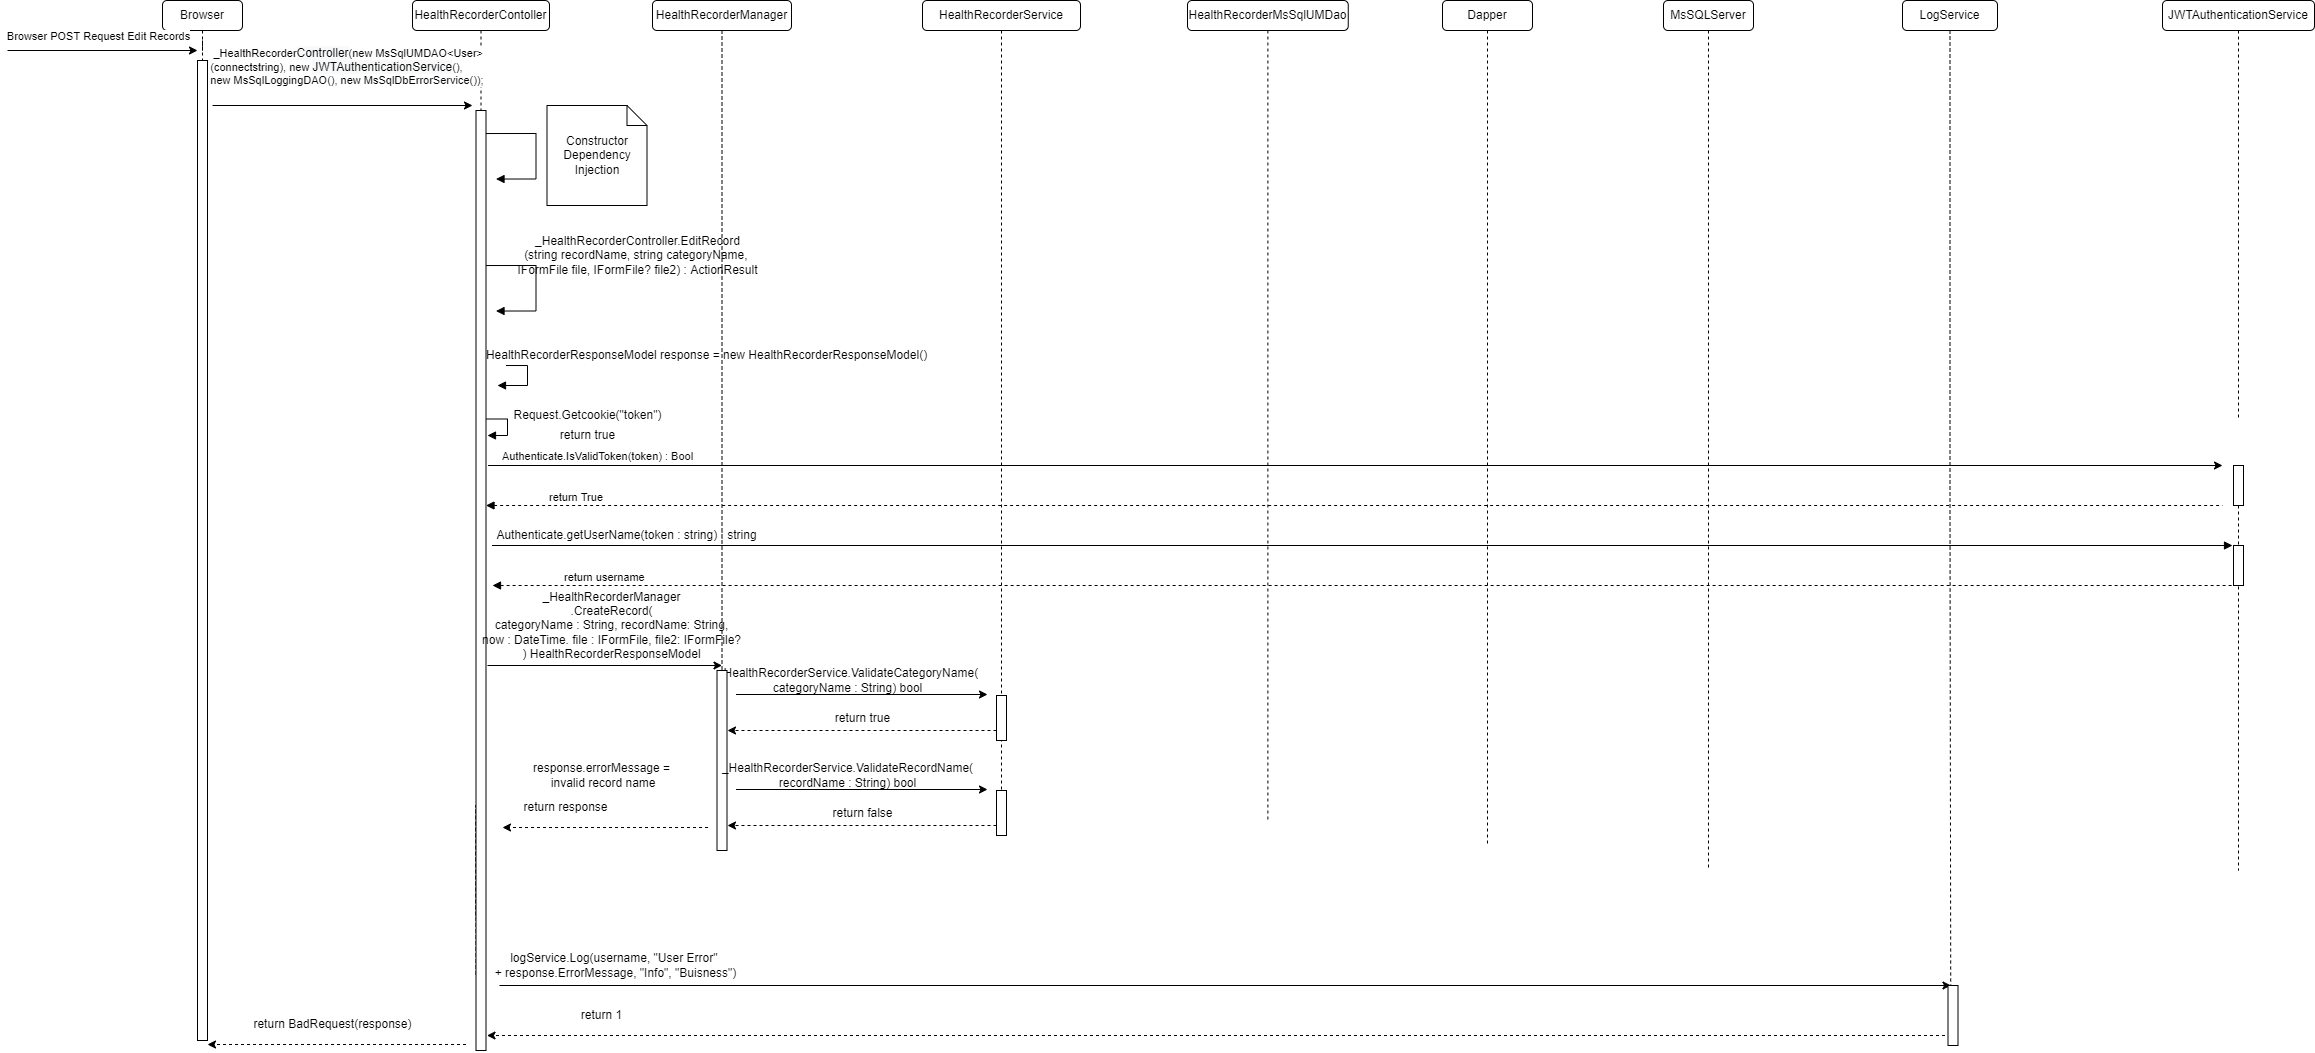 Browser
HealthRecorderContoller
HealthRecorderManager
HealthRecorderService
HealthRecorderMsSqlUMDao
Dapper
MsSQLServer
LogService
JWTAuthenticationService
Browser POST Request Edit Records
_HealthRecorderController(new MsSqlUMDAO<User>
(connectstring), new JWTAuthenticationService(),
new MsSqlLoggingDAO(), new MsSqlDbErrorService());
Constructor
Dependency
Injection
_HealthRecorderController.EditRecord
(string recordName, string categoryName,
IFormFile file, IFormFile? file2) : ActionResult
HealthRecorderResponseModel response = new HealthRecorderResponseModel()
Request.Getcookie("token")
return true
Authenticate.IsValidToken(token) : Bool
return True
Authenticate.getUserName(token : string) : string
return username
_HealthRecorderManager
.CreateRecord(
categoryName : String, recordName: String,
now : DateTime. file : IFormFile, file2: IFormFile?
) HealthRecorderResponseModel
HealthRecorderService.ValidateCategoryName(
categoryName : String) bool
return true
response.errorMessage =
invalid record name
_HealthRecorderService.ValidateRecordName(
recordName : String) bool
return response
return false
logService.Log(username, "User Error"
+ response.ErrorMessage, "Info", "Buisness")
return 1
return BadRequest(response)